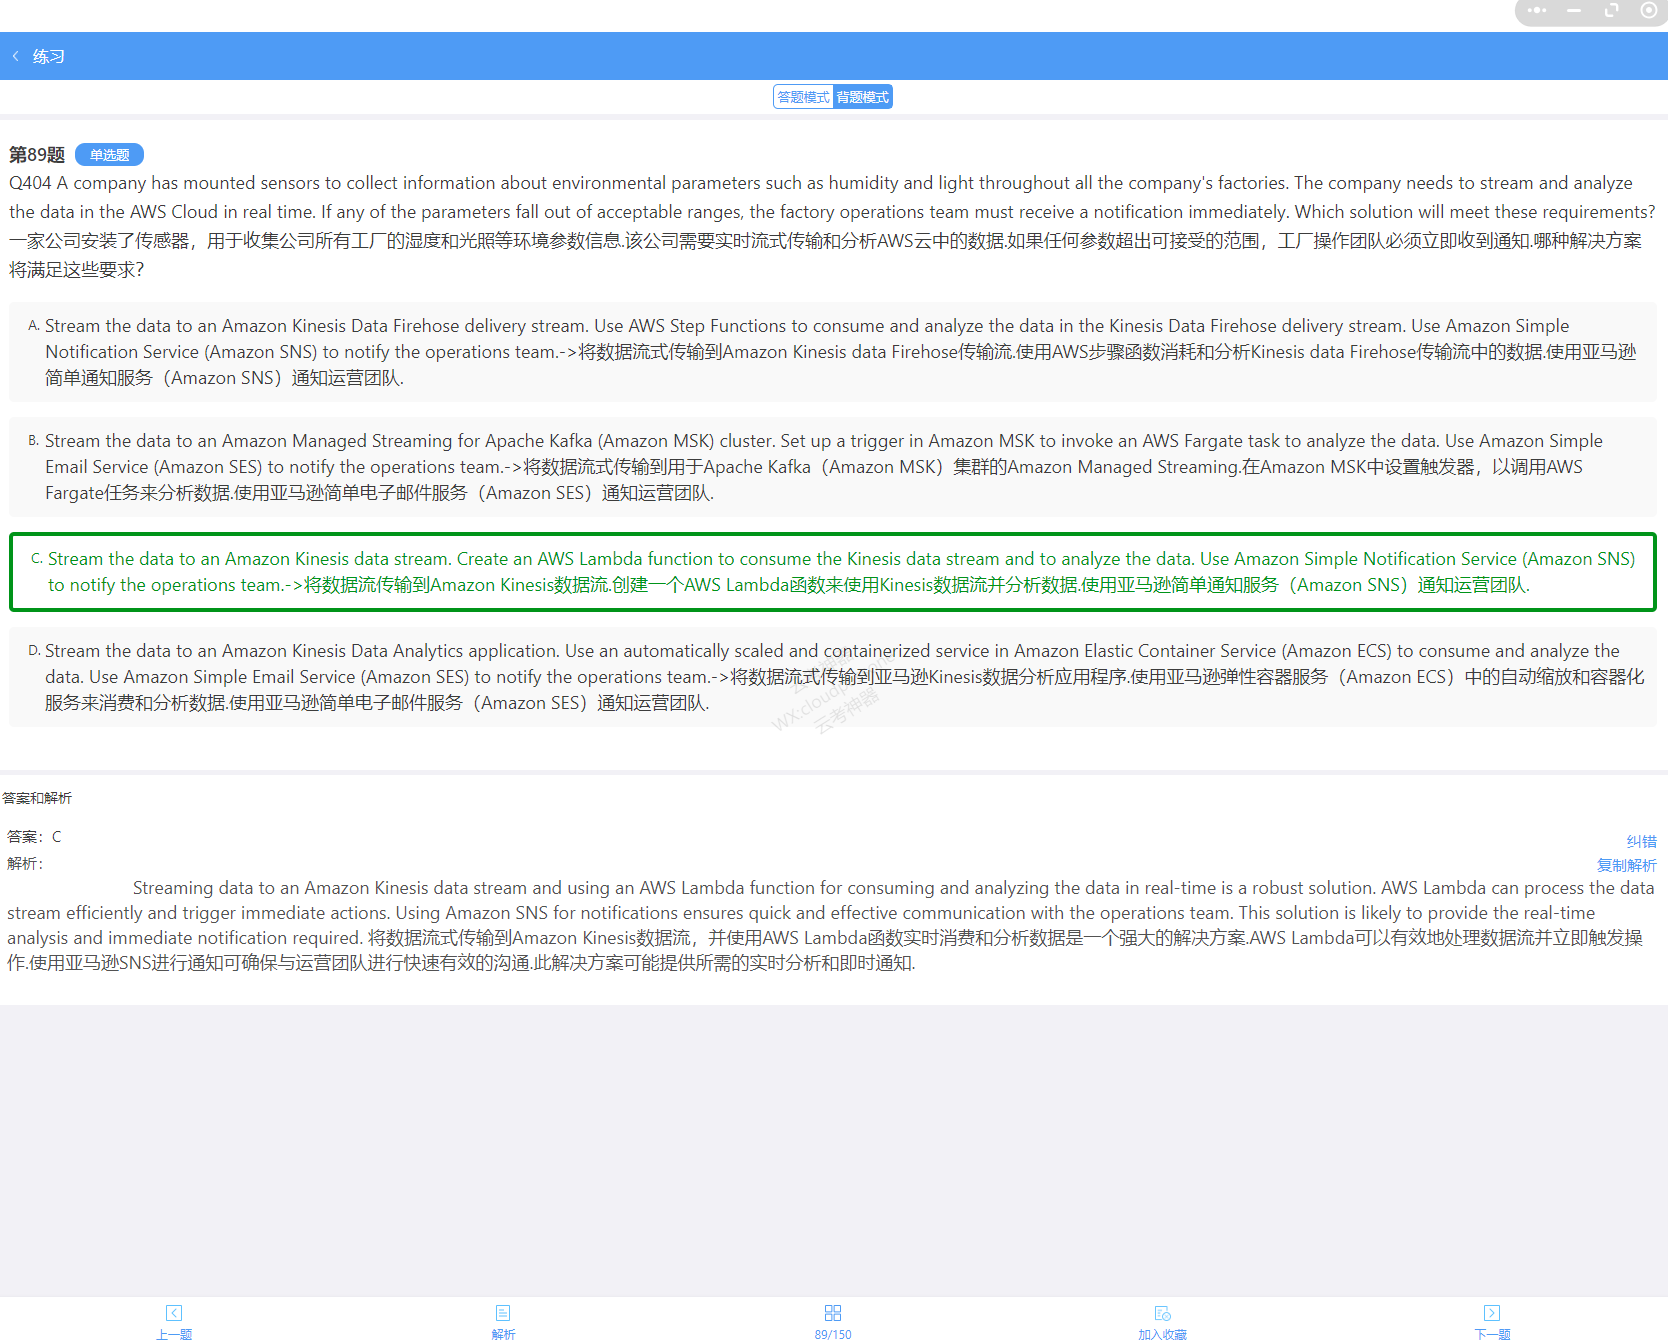 练习
答题模式 背题模式
第89题 单选题
Q404 A company has mounted sensors to collect information about environmental parameters such as humidity and light throughout all the company's factories. The company needs to stream and analyze
the data in the AWS Cloud in real time. If any of the parameters fall out of acceptable ranges, the factory operations team must receive a notification immediately. Which solution will meet these requirements?
一家公司安装了传感器，用于收集公司所有工厂的湿度和光照等环境参数信息.该公司需要实时流式传输和分析AWS云中的数据.如果任何参数超出可接受的范围，工厂操作团队必须立即收到通知.哪种解决方案
将满足这些要求?
A. Stream the data to an Amazon Kinesis Data Firehose delivery stream. Use AWS Step Functions to consume and analyze the data in the Kinesis Data Firehose delivery stream. Use Amazon Simple
Notification Service (Amazon SNS) to notify the operations team.->将数据流式传输到Amazon Kinesis data Firehose传输流.使用AWS步骤函数消耗和分析Kinesis data Firehose传输流中的数据.使用亚马逊
简单通知服务（Amazon SNS）通知运营团队.
B. Stream the data to an Amazon Managed Streaming for Apache Kafka (Amazon MSK) cluster. Set up a trigger in Amazon MSK to invoke an AWS Fargate task to analyze the data. Use Amazon Simple
Email Service (Amazon SES) to notify the operations team.->将数据流式传输到用于Apache Kafka（Amazon MSK）集群的Amazon Managed Streaming.在Amazon MSK中设置触发器，以调用AWS
Fargate任务来分析数据.使用亚马逊简单电子邮件服务（Amazon SES）通知运营团队.
C. Stream the data to an Amazon Kinesis data stream. Create an AWS Lambda function to consume the Kinesis data stream and to analyze the data. Use Amazon Simple Notification Service (Amazon SNS)
to notify the operations team.->将数据流传输到Amazon Kinesis数据流.创建一个AWS Lambda函数来使用Kinesis数据流并分析数据.使用亚马逊简单通知服务（Amazon SNS）通知运营团队.
D. Stream the data to an Amazon Kinesis Data Analytics application. Use an automatically scaled and containerized service in Amazon Elastic Container Service (Amazon ECS) to consume and analyze the
data. Use Amazon Simple Email Service (Amazon SES) to notify the operations team.->将数据流式传输到亚马逊Kinesis数据分析应用程序.使用亚马逊弹性容器服务（Amazon ECS）中的自动缩放和容器化
服务来消费和分析数据.使用亚马逊简单电子邮件服务（Amazon SES）通知运营团队.
云考神器
答案和解析
答案：C
纠错
解析：
复制解析
Streaming data to an Amazon Kinesis data stream and using an AWS Lambda function for consuming and analyzing the data in real-time is a robust solution. AWS Lambda can process the data
stream efficiently and trigger immediate actions. Using Amazon SNS for notifications ensures quick and effective communication with the operations team. This solution is likely to provide the real-time
analysis and immediate notification required. 将数据流式传输到Amazon Kinesis数据流，并使用AWS Lambda函数实时消费和分析数据是一个强大的解决方案.AWS Lambda可以有效地处理数据流并立即触发操
作.使用亚马逊SNS进行通知可确保与运营团队进行快速有效的沟通.此解决方案可能提供所需的实时分析和即时通知.
上一题 解析 89/150 加入收藏 下一题